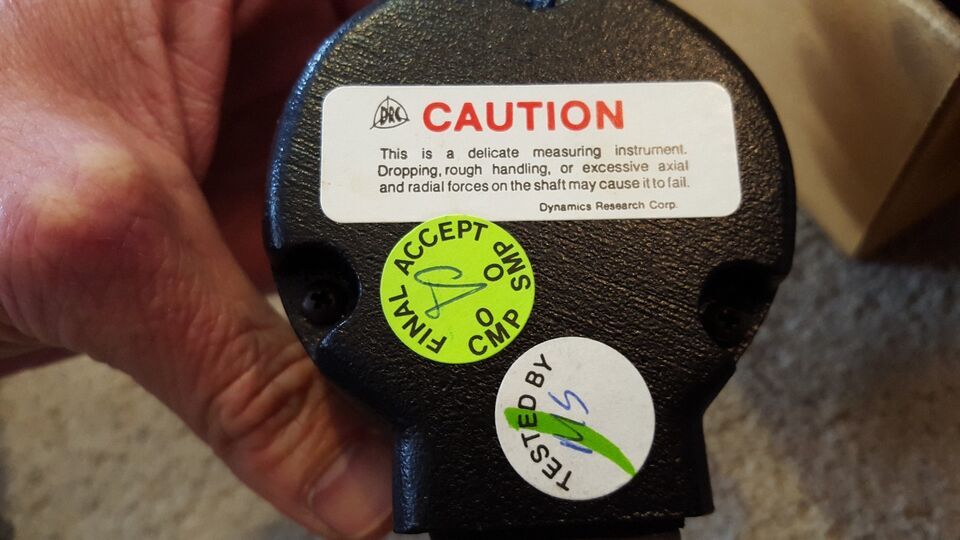 DRC CAUTION
This is a delicate measuring instrument.
Dropping, rough handling, or excessive axial
and radial forces on the shaft may cause it to fail.
Dynamics Research Corp.
FINAL ACCEPT
O SMP
O CMP
TESTED BY